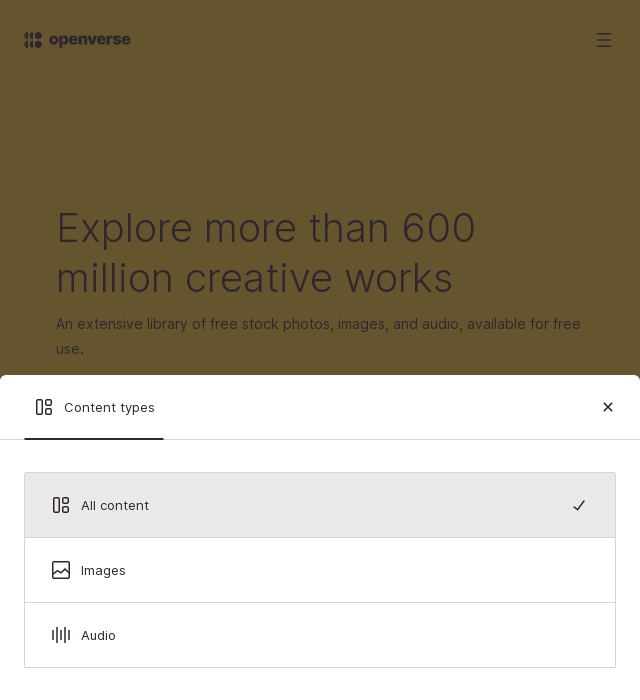 openverse
Explore more than 600
million creative works
An extensive library of free stock photos, images, and audio, available for free
use.
Content types
All content
Images
Audio